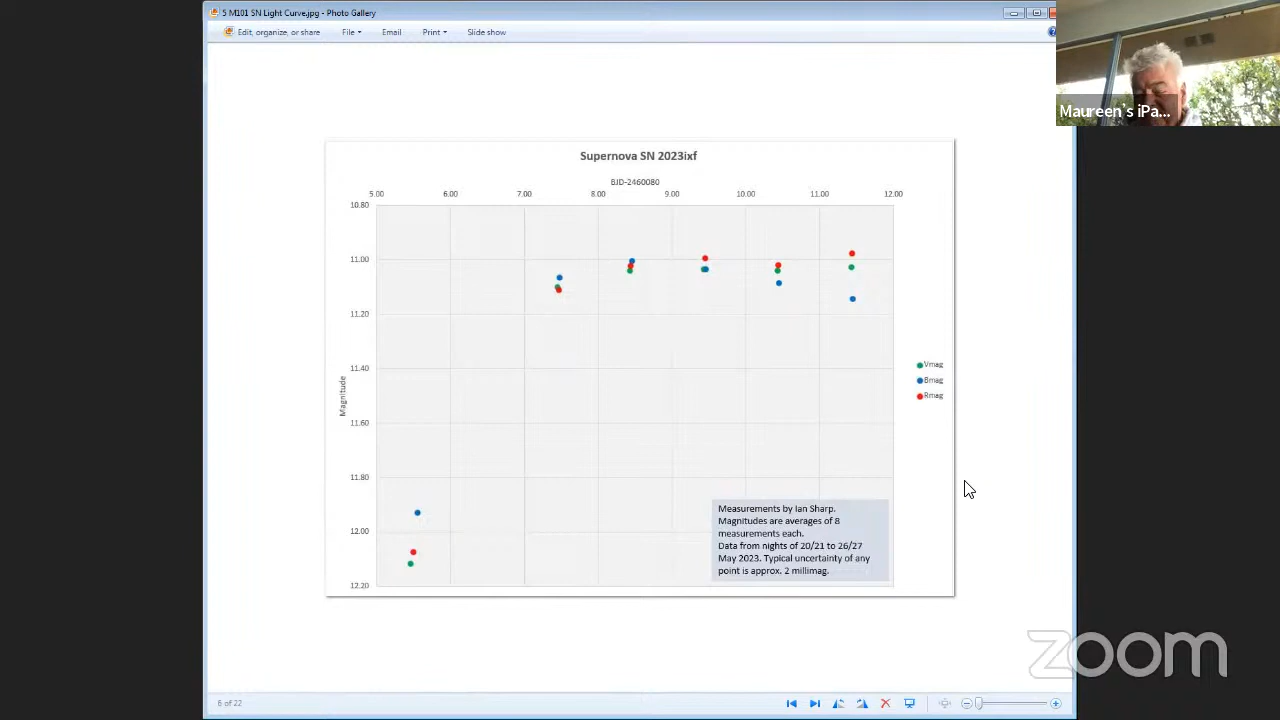 5 M101 SN Light Curve.jpg - Photo Gallery
Edit, organize, or share File Email Print Slide show
Maureen's iPa...
Supernova SN 2023ixf
BJD-2460080
5.00 6.00 7.00 8.00 9.00 10.00 11.00 12.00
10.80
11.00
11.20
11.40
11.60
11.80
12.00
12.20
Magnitude
Vmag
Bmag
Rmag
Measurements by Ian Sharp.
Magnitudes are averages of 8
measurements each.
Data from nights of 20/21 to 26/27
May 2023. Typical uncertainty of any
point is approx. 2 millimag.
zoom
6 of 22